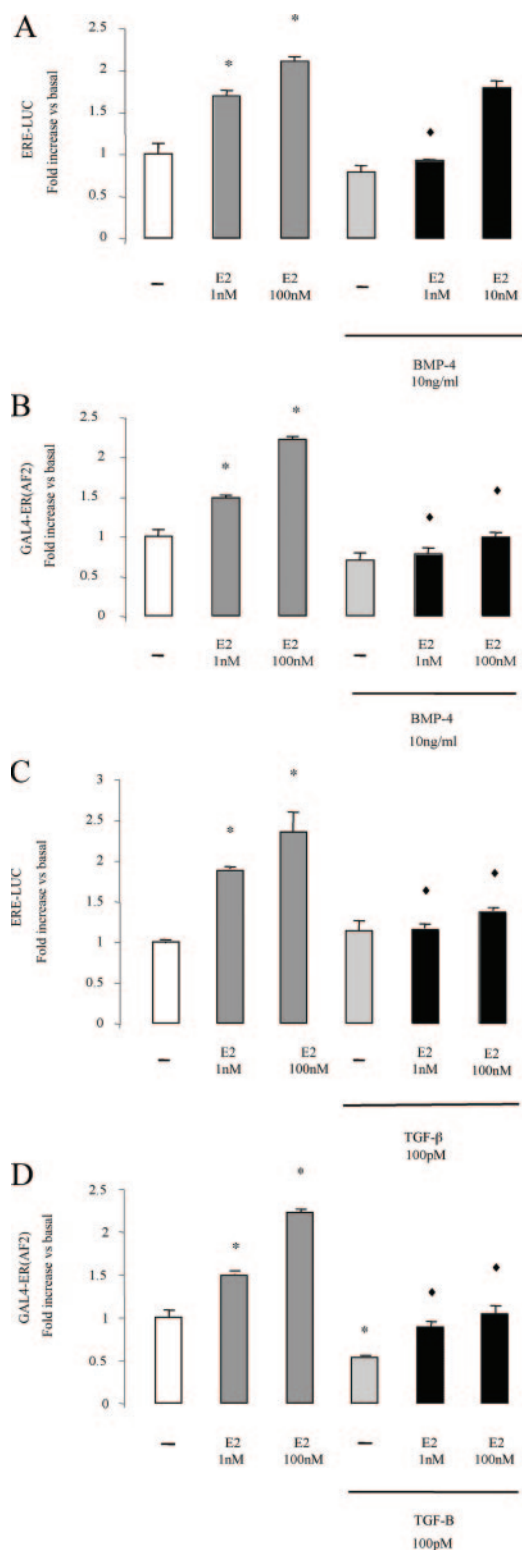 A
ERE-LUC
Fold increase vs basal
2.5
2
1.5
1
0.5
0
*
*
♦
–
E2
1nM
E2
100nM
–
E2
1nM
E2
10nM
BMP-4
10ng/ml
B
GAL4-ER(AF2)
Fold increase vs basal
2.5
2
1.5
1
0.5
0
*
*
♦
♦
–
E2
1nM
E2
100nM
–
E2
1nM
E2
100nM
BMP-4
10ng/ml
C
ERE-LUC
Fold increase vs basal
3
2.5
2
1.5
1
0.5
0
*
*
♦
♦
–
E2
1nM
E2
100nM
–
E2
1nM
E2
100nM
TGF-β
100pM
D
GAL4-ER(AF2)
Fold increase vs basal
2.5
2
1.5
1
0.5
0
*
*
*
♦
♦
–
E2
1nM
E2
100nM
–
E2
1nM
E2
100nM
TGF-B
100pM